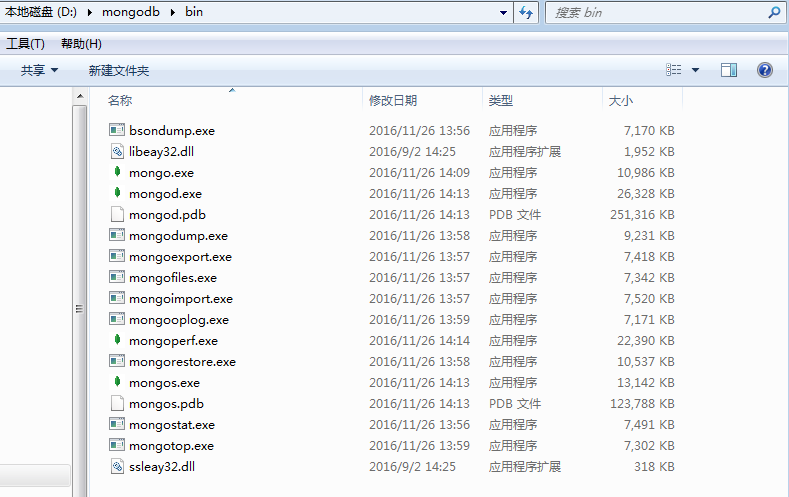 本地磁盘 (D:) mongodb bin 搜索 bin
工具(T) 帮助(H)
共享 新建文件夹
名称 修改日期 类型 大小
bsondump.exe 2016/11/26 13:56 应用程序 7,170 KB
libeay32.dll 2016/9/2 14:25 应用程序扩展 1,952 KB
mongo.exe 2016/11/26 14:09 应用程序 10,986 KB
mongod.exe 2016/11/26 14:13 应用程序 26,328 KB
mongod.pdb 2016/11/26 14:13 PDB 文件 251,316 KB
mongodump.exe 2016/11/26 13:58 应用程序 9,231 KB
mongoexport.exe 2016/11/26 13:57 应用程序 7,418 KB
mongofiles.exe 2016/11/26 13:57 应用程序 7,342 KB
mongoimport.exe 2016/11/26 13:57 应用程序 7,520 KB
mongooplog.exe 2016/11/26 13:59 应用程序 7,171 KB
mongoperf.exe 2016/11/26 14:14 应用程序 22,390 KB
mongorestore.exe 2016/11/26 13:58 应用程序 10,537 KB
mongos.exe 2016/11/26 14:13 应用程序 13,142 KB
mongos.pdb 2016/11/26 14:13 PDB 文件 123,788 KB
mongostat.exe 2016/11/26 13:56 应用程序 7,491 KB
mongotop.exe 2016/11/26 13:59 应用程序 7,302 KB
ssleay32.dll 2016/9/2 14:25 应用程序扩展 318 KB